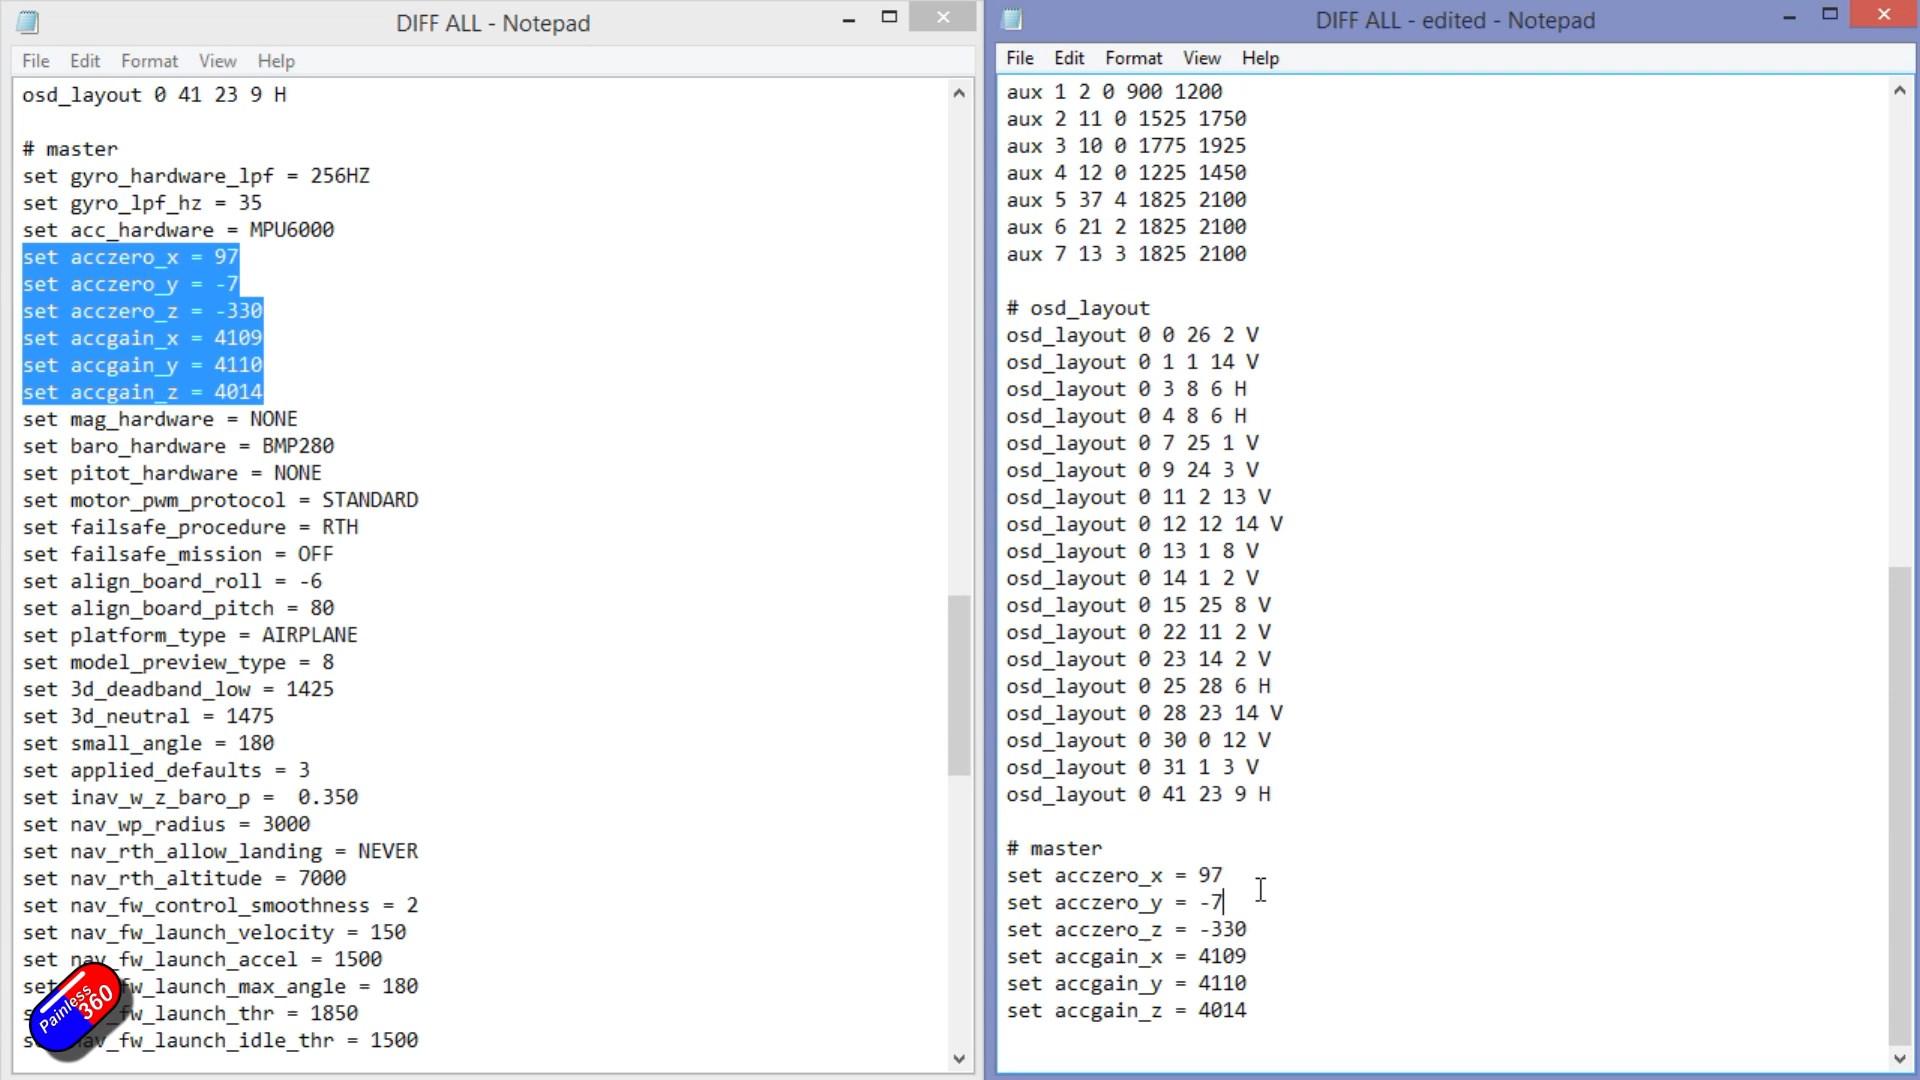 DIFF ALL - Notepad
File Edit Format View Help
osd_layout 0 41 23 9 H
# master
set gyro_hardware_lpf = 256HZ
set gyro_lpf_hz = 35
set acc_hardware = MPU6000
set acczero_x = 97
set acczero_y = -7
set acczero_z = -330
set accgain_x = 4109
set accgain_y = 4110
set accgain_z = 4014
set mag_hardware = NONE
set baro_hardware = BMP280
set pitot_hardware = NONE
set motor_pwm_protocol = STANDARD
set failsafe_procedure = RTH
set failsafe_mission = OFF
set align_board_roll = -6
set align_board_pitch = 80
set platform_type = AIRPLANE
set model_preview_type = 8
set 3d_deadband_low = 1425
set 3d_neutral = 1475
set small_angle = 180
set applied_defaults = 3
set inav_w_z_baro_p =  0.350
set nav_wp_radius = 3000
set nav_rth_allow_landing = NEVER
set nav_rth_altitude = 7000
set nav_fw_control_smoothness = 2
set nav_fw_launch_velocity = 150
set nav_fw_launch_accel = 1500
set fw_launch_max_angle = 180
fw_launch_thr = 1850
nav_fw_launch_idle_thr = 1500
Painless 360
DIFF ALL - edited - Notepad
File Edit Format View Help
aux 1 2 0 900 1200
aux 2 11 0 1525 1750
aux 3 10 0 1775 1925
aux 4 12 0 1225 1450
aux 5 37 4 1825 2100
aux 6 21 2 1825 2100
aux 7 13 3 1825 2100
# osd_layout
osd_layout 0 0 26 2 V
osd_layout 0 1 1 14 V
osd_layout 0 3 8 6 H
osd_layout 0 4 8 6 H
osd_layout 0 7 25 1 V
osd_layout 0 9 24 3 V
osd_layout 0 11 2 13 V
osd_layout 0 12 12 14 V
osd_layout 0 13 1 8 V
osd_layout 0 14 1 2 V
osd_layout 0 15 25 8 V
osd_layout 0 22 11 2 V
osd_layout 0 23 14 2 V
osd_layout 0 25 28 6 H
osd_layout 0 28 23 14 V
osd_layout 0 30 0 12 V
osd_layout 0 31 1 3 V
osd_layout 0 41 23 9 H
# master
set acczero_x = 97
set acczero_y = -7
set acczero_z = -330
set accgain_x = 4109
set accgain_y = 4110
set accgain_z = 4014